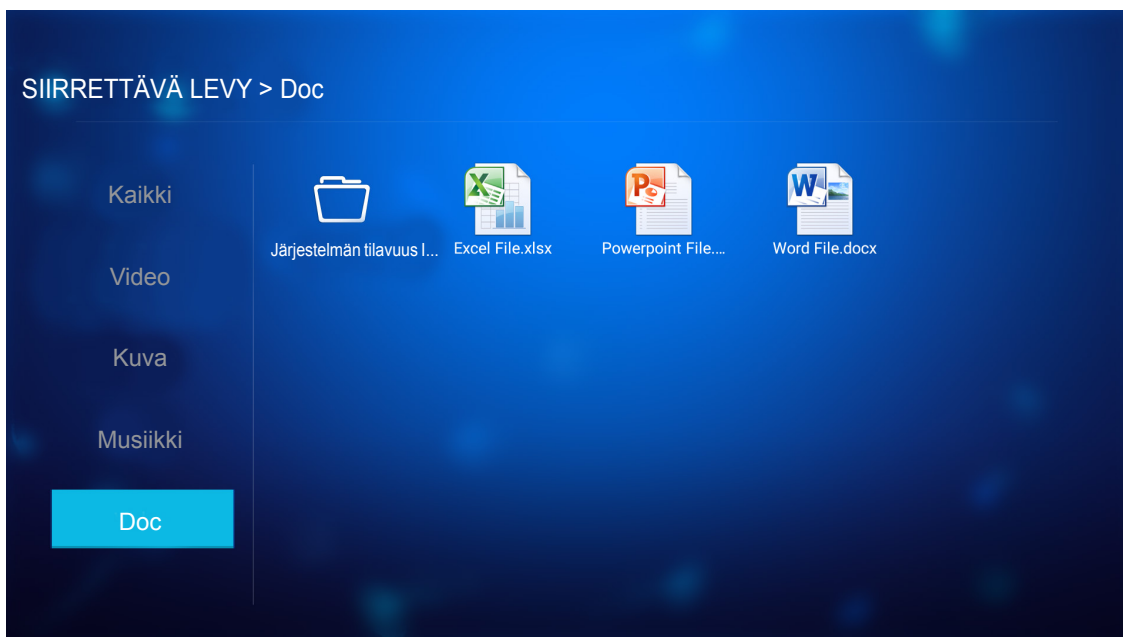 SIIRRETTÄVÄ LEVY > Doc
Kaikki
Video
Kuva
Musiikki
Doc
Järjestelmän tilavuus I...
Excel File.xlsx
Powerpoint File....
Word File.docx